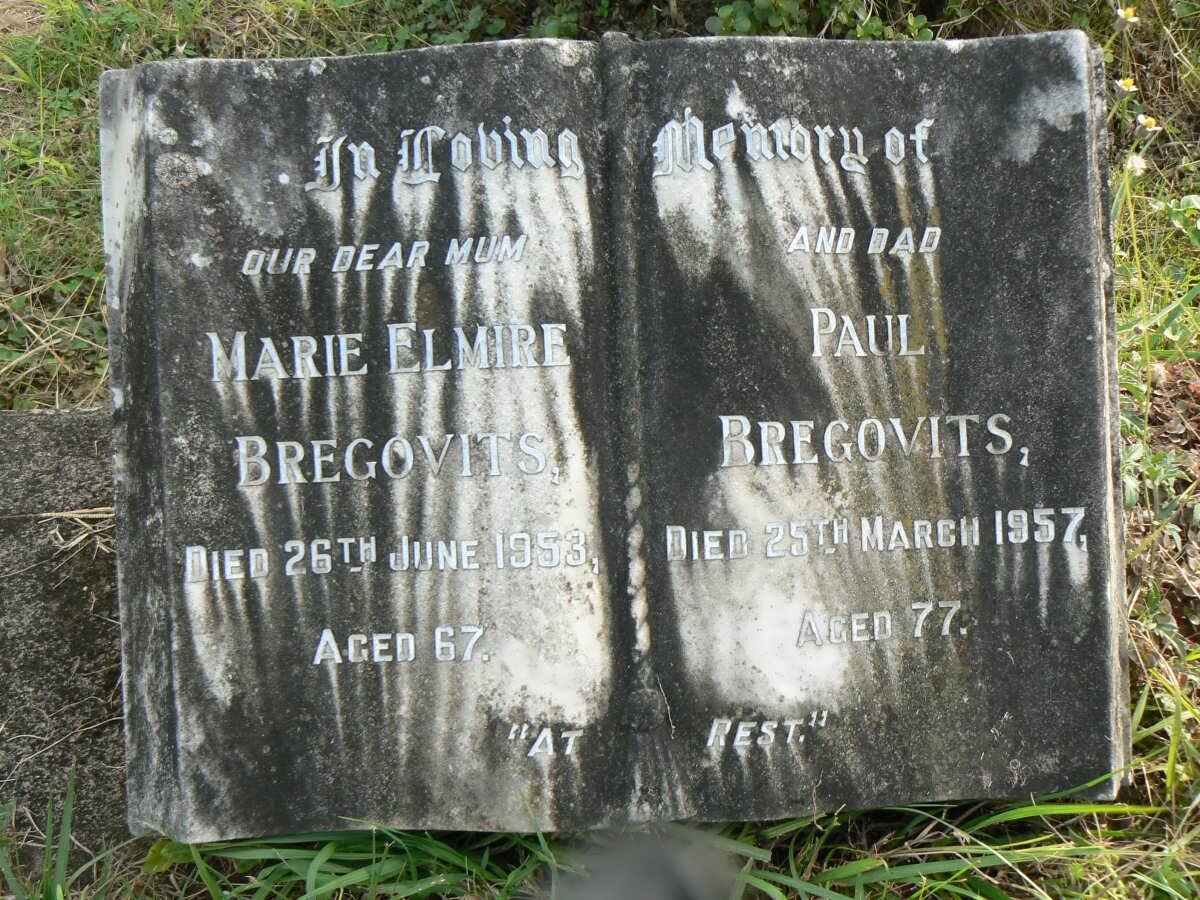 In Loving Memory of
OUR DEAR MUM
MARIE ELMIRE
BREGOVITS,
DIED 26TH JUNE 1953,
AGED 67.
AND DAD
PAUL
BREGOVITS,
DIED 25TH MARCH 1957,
AGED 77.
"AT REST."